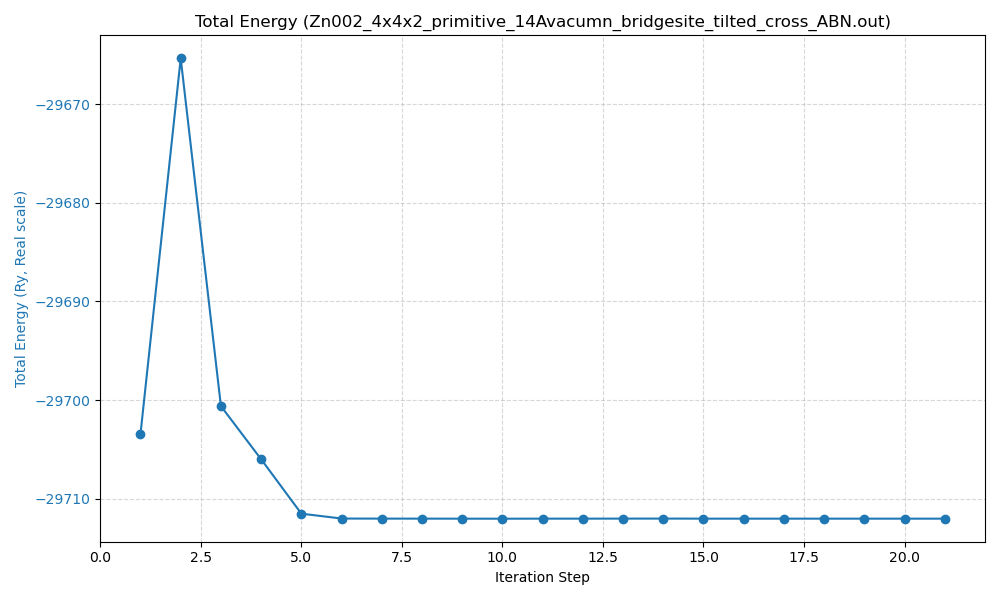 Total Energy (Zn002_4x4x2_primitive_14Avacumn_bridgesite_tilted_cross_ABN.out)
Total Energy (Ry, Real scale)
−29670
−29680
−29690
−29700
−29710
0.0 2.5 5.0 7.5 10.0 12.5 15.0 17.5 20.0
Iteration Step